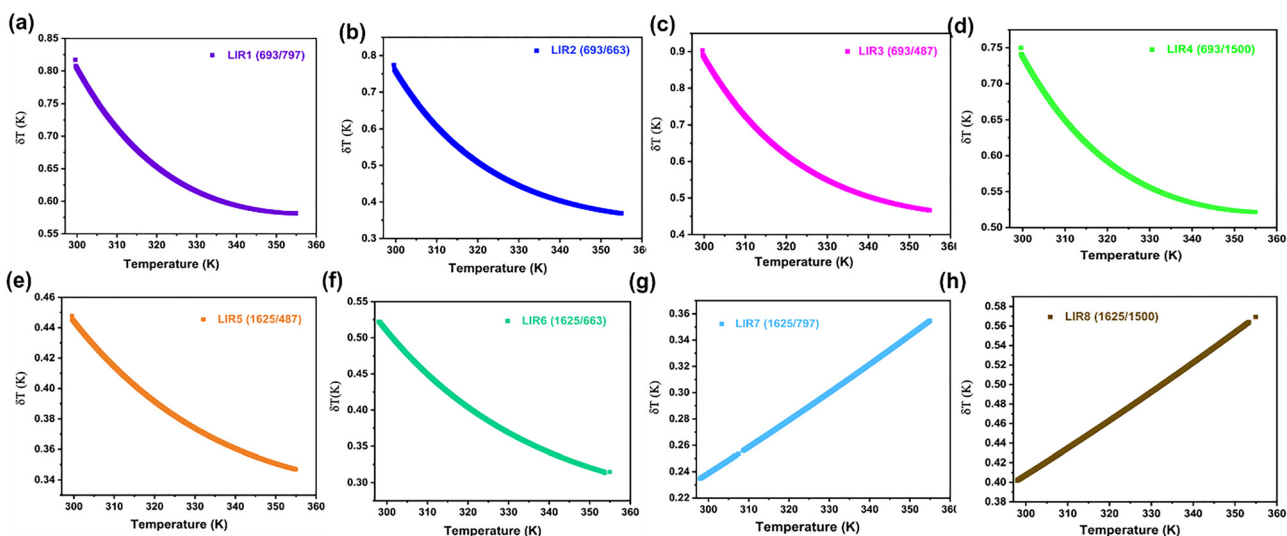 (a)
0.85
0.80
0.75
0.70
0.65
0.60
0.55
δT (K)
LIR1 (693/797)
300 310 320 330 340 350 360
Temperature (K)
(b)
0.8
0.7
0.6
0.5
0.4
0.3
δT (K)
LIR2 (693/663)
300 310 320 330 340 350 360
Temperature (K)
(c)
0.9
0.8
0.7
0.6
0.5
0.4
δT (K)
LIR3 (693/487)
300 310 320 330 340 350 360
Temperature (K)
(d)
0.75
0.70
0.65
0.60
0.55
0.50
δT (K)
LIR4 (693/1500)
300 310 320 330 340 350 360
Temperature (K)
(e)
0.46
0.44
0.42
0.40
0.38
0.36
0.34
δT (K)
LIR5 (1625/487)
300 310 320 330 340 350 360
Temperature (K)
(f)
0.55
0.50
0.45
0.40
0.35
0.30
δT(K)
LIR6 (1625/663)
300 310 320 330 340 350 360
Temperature (K)
(g)
0.36
0.34
0.32
0.30
0.28
0.26
0.24
0.22
δT (K)
LIR7 (1625/797)
300 310 320 330 340 350 360
Temperature (K)
(h)
0.58
0.56
0.54
0.52
0.50
0.48
0.46
0.44
0.42
0.40
0.38
δT (K)
LIR8 (1625/1500)
300 310 320 330 340 350 360
Temperature (K)